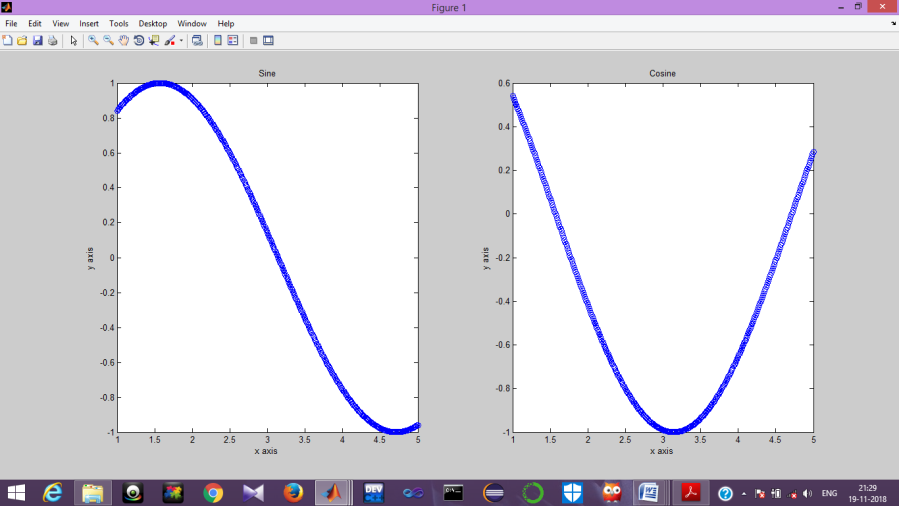 Figure 1
File Edit View Insert Tools Desktop Window Help
Sine
1
0.8
0.6
0.4
0.2
0
-0.2
-0.4
-0.6
-0.8
-1
y axis
1 1.5 2 2.5 3 3.5 4 4.5 5
x axis
Cosine
0.6
0.4
0.2
0
-0.2
-0.4
-0.6
-0.8
-1
y axis
1 1.5 2 2.5 3 3.5 4 4.5 5
x axis
DEV
ENG
21:29
19-11-2018